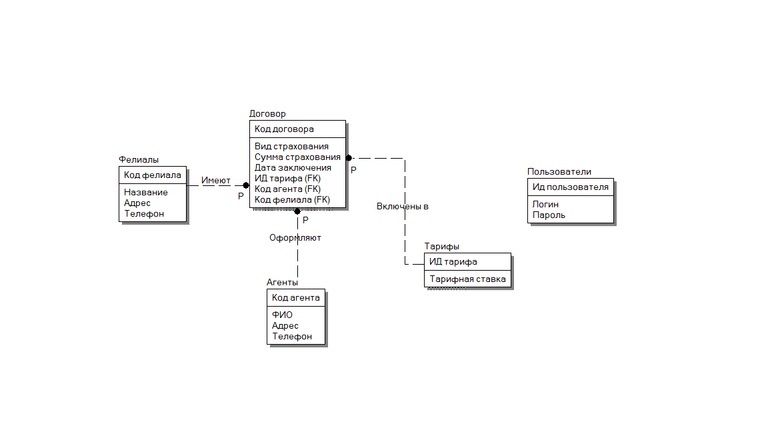 Договор
Код договора
Вид страхования
Сумма страхования
Дата заключения
ИД тарифа (FK)
Код агента (FK)
Код фелиала (FK)
Фелиалы
Код фелиала
Название
Адрес
Телефон
Имеют
P
P
P
Включены в
Оформляют
Пользователи
Ид пользователя
Логин
Пароль
Тарифы
ИД тарифа
Тарифная ставка
Агенты
Код агента
ФИО
Адрес
Телефон